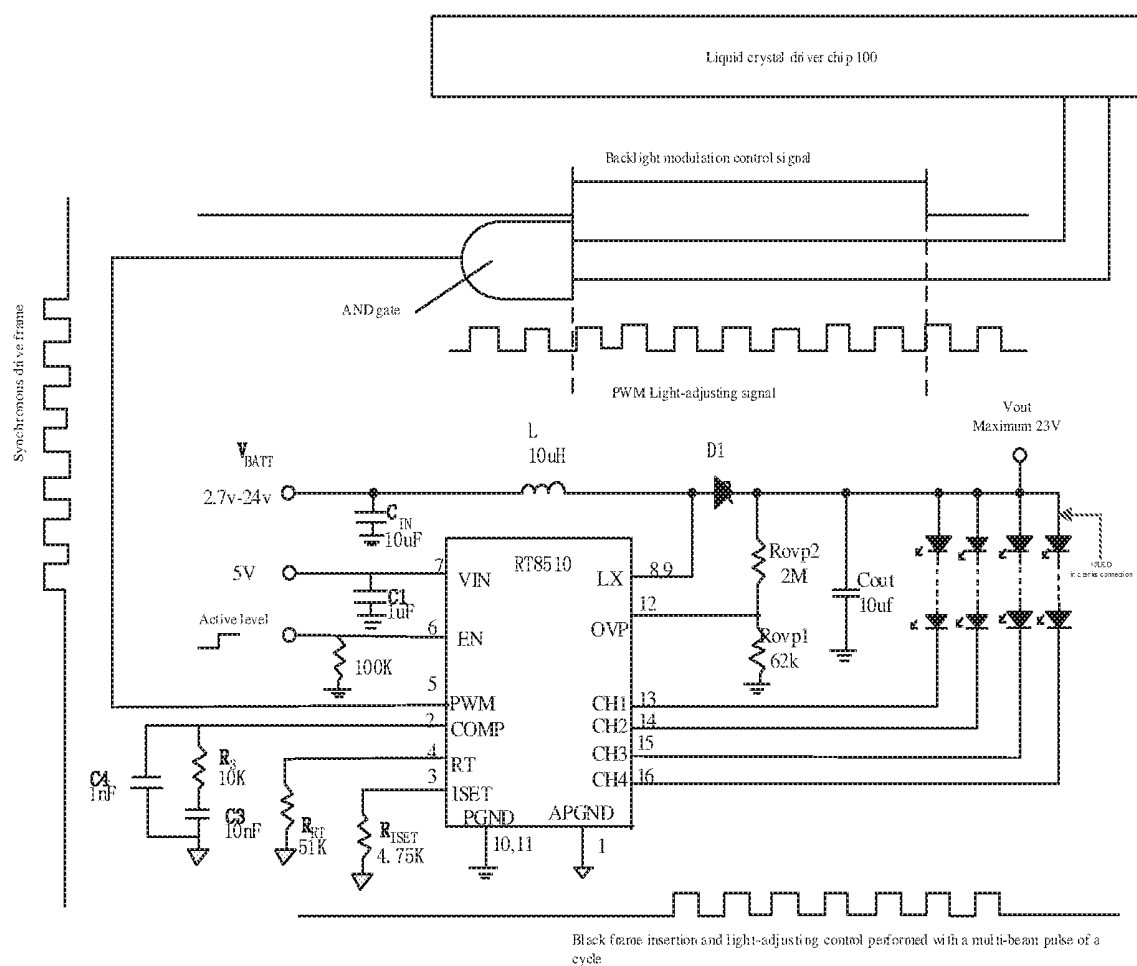 Liquid crystal driver chip 100
Backlight modulation control signal
AND gate
PWM Light-adjusting signal
Synchronous drive frame
Vout
Maximum 23V
L
10uH
D1
VBATT
2.7v-24v
CIN
10uF
RT8510
Rovp2
2M
Cout
10uf
in series connection
7
VIN
LX
8,9
5V
C1
1uF
12
OVP
Active level
6
EN
Rovp1
62k
100K
5
PWM
CH1
13
2
COMP
CH2
14
15
4
RT
CH3
R3
10K
C4
1nF
3
ISET
CH4
16
C3
10nF
PGND
APGND
RRT
51K
RISET
4.75K
10,11
1
Black frame insertion and light-adjusting control performed with a multi-beam pulse of a
cycle